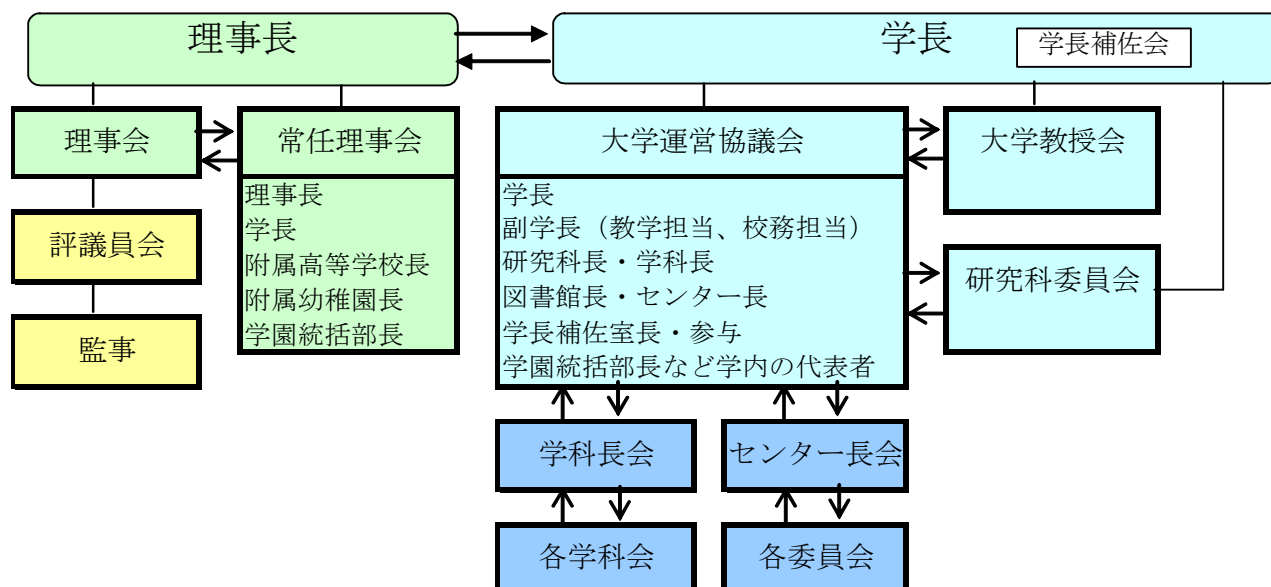 理事長
学長
学長補佐会
理事会
常任理事会
理事長
学長
附属高等学校長
附属幼稚園長
学園統括部長
評議員会
監事
大学運営協議会
学長
副学長（教学担当、校務担当）
研究科長・学科長
図書館長・センター長
学長補佐室長・参与
学園統括部長など学内の代表者
大学教授会
研究科委員会
学科長会
センター長会
各学科会
各委員会